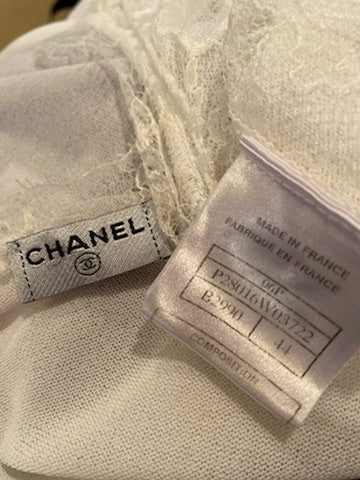 CHANEL
MADE IN FRANCE
FABRIQUE EN FRANCE
06P
P28016W03722
B2990 44
COMPOSITION